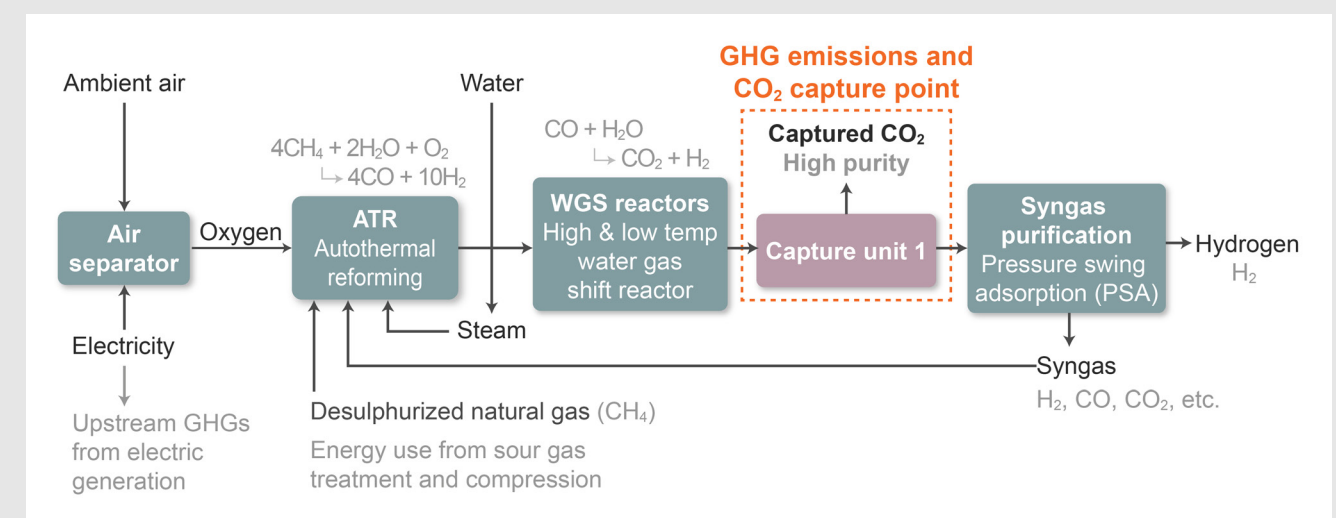 GHG emissions and
CO₂ capture point
Ambient air
Water
4CH₄ + 2H₂O + O₂
↳ 4CO + 10H₂
CO + H₂O
↳ CO₂ + H₂
Captured CO₂
High purity
Air
separator
Oxygen
ATR
Autothermal
reforming
WGS reactors
High & low temp
water gas
shift reactor
Capture unit 1
Syngas
purification
Pressure swing
adsorption (PSA)
Hydrogen
H₂
Electricity
Steam
Syngas
H₂, CO, CO₂, etc.
Upstream GHGs
from electric
generation
Desulphurized natural gas (CH₄)
Energy use from sour gas
treatment and compression